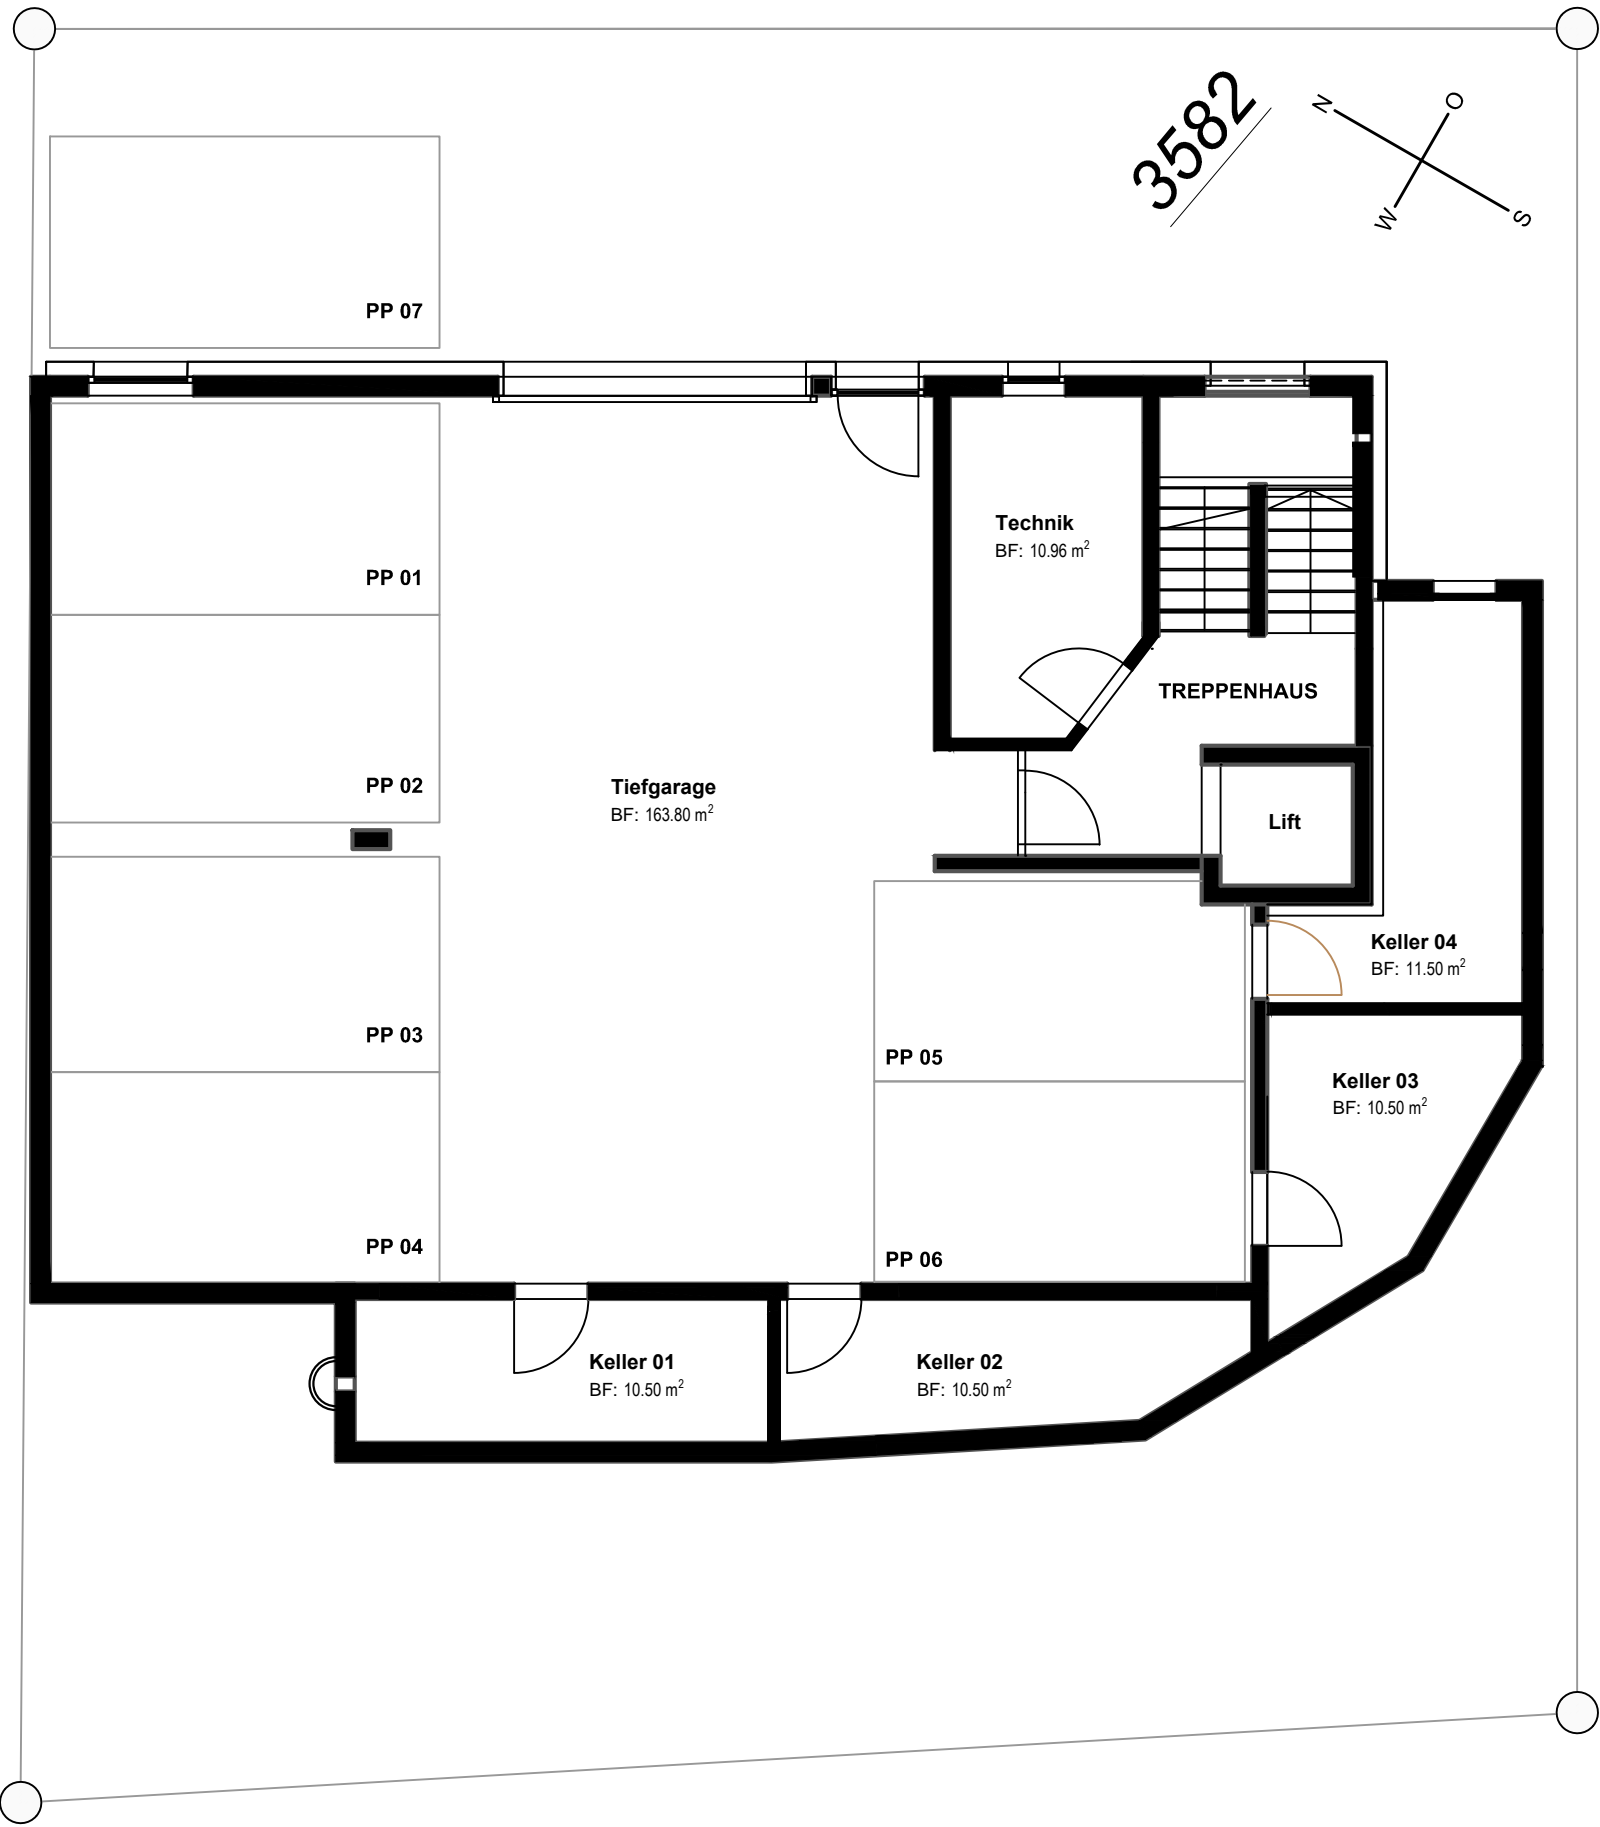 3582
N
O
W
S
PP 07
PP 01
Technik
BF: 10.96 m²
TREPPENHAUS
PP 02
Tiefgarage
BF: 163.80 m²
Lift
Keller 04
BF: 11.50 m²
PP 03
PP 05
Keller 03
BF: 10.50 m²
PP 04
PP 06
Keller 01
BF: 10.50 m²
Keller 02
BF: 10.50 m²